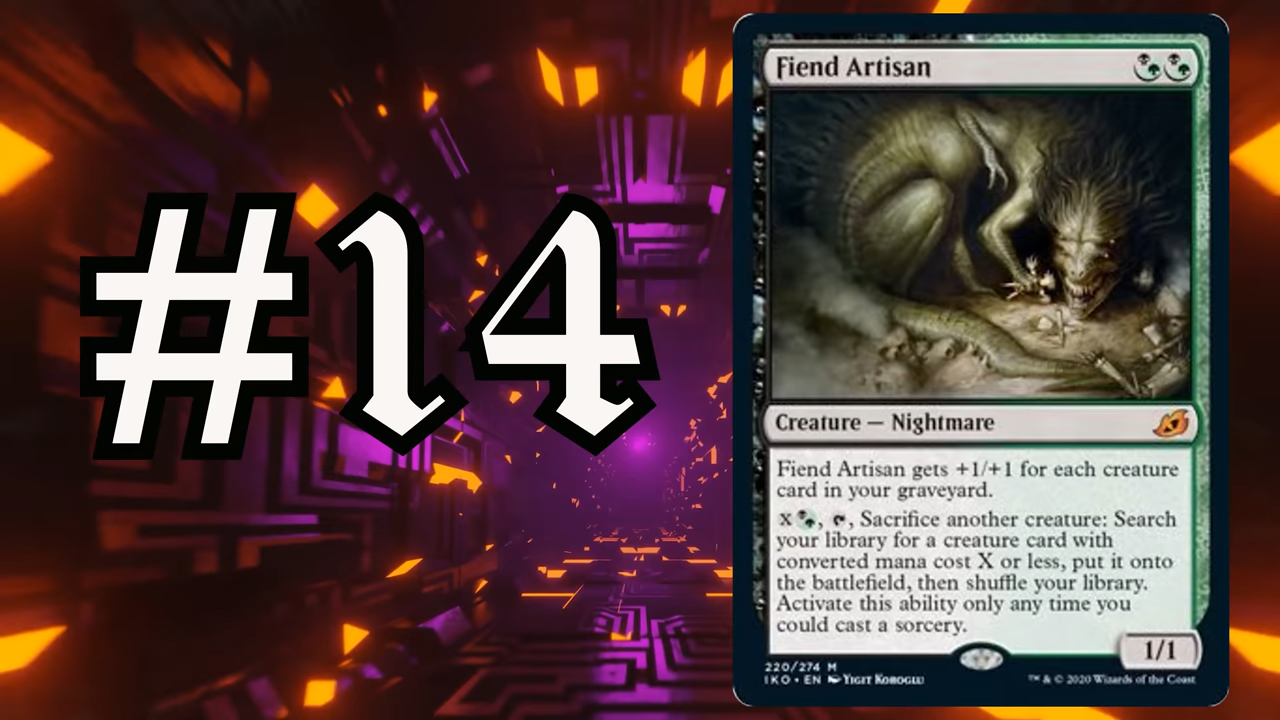 #14
Fiend Artisan
Creature — Nightmare
Fiend Artisan gets +1/+1 for each creature
card in your graveyard.
X , , Sacrifice another creature: Search
your library for a creature card with
converted mana cost X or less, put it onto
the battlefield, then shuffle your library.
Activate this ability only any time you
could cast a sorcery.
1/1
220/274 M
IKO • EN Yigit Koroglu
™ & © 2020 Wizards of the Coast